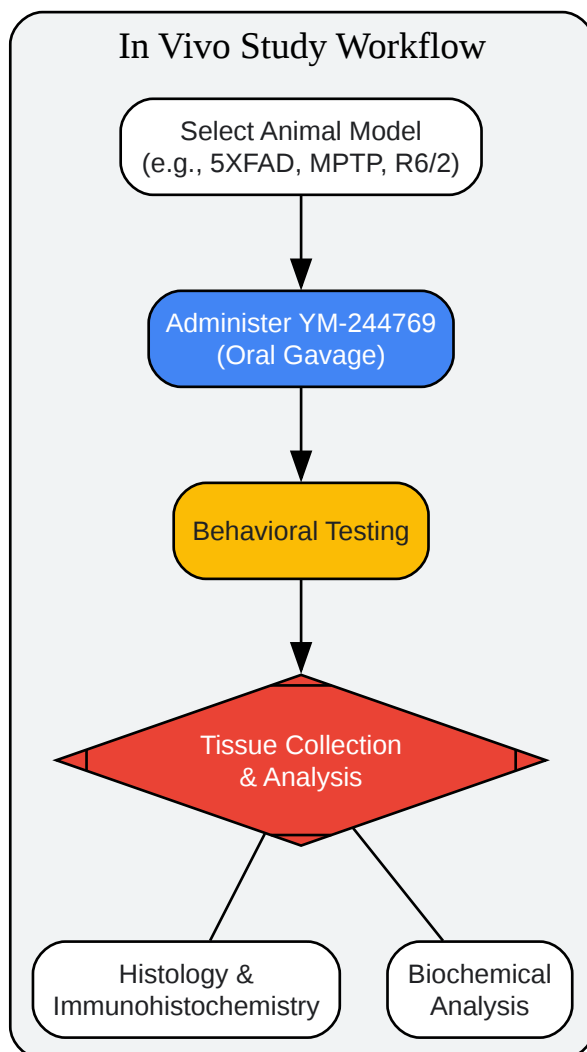 In Vivo Study Workflow
Select Animal Model
(e.g., 5XFAD, MPTP, R6/2)
Administer YM-244769
(Oral Gavage)
Behavioral Testing
Tissue Collection
& Analysis
Histology &
Immunohistochemistry
Biochemical
Analysis